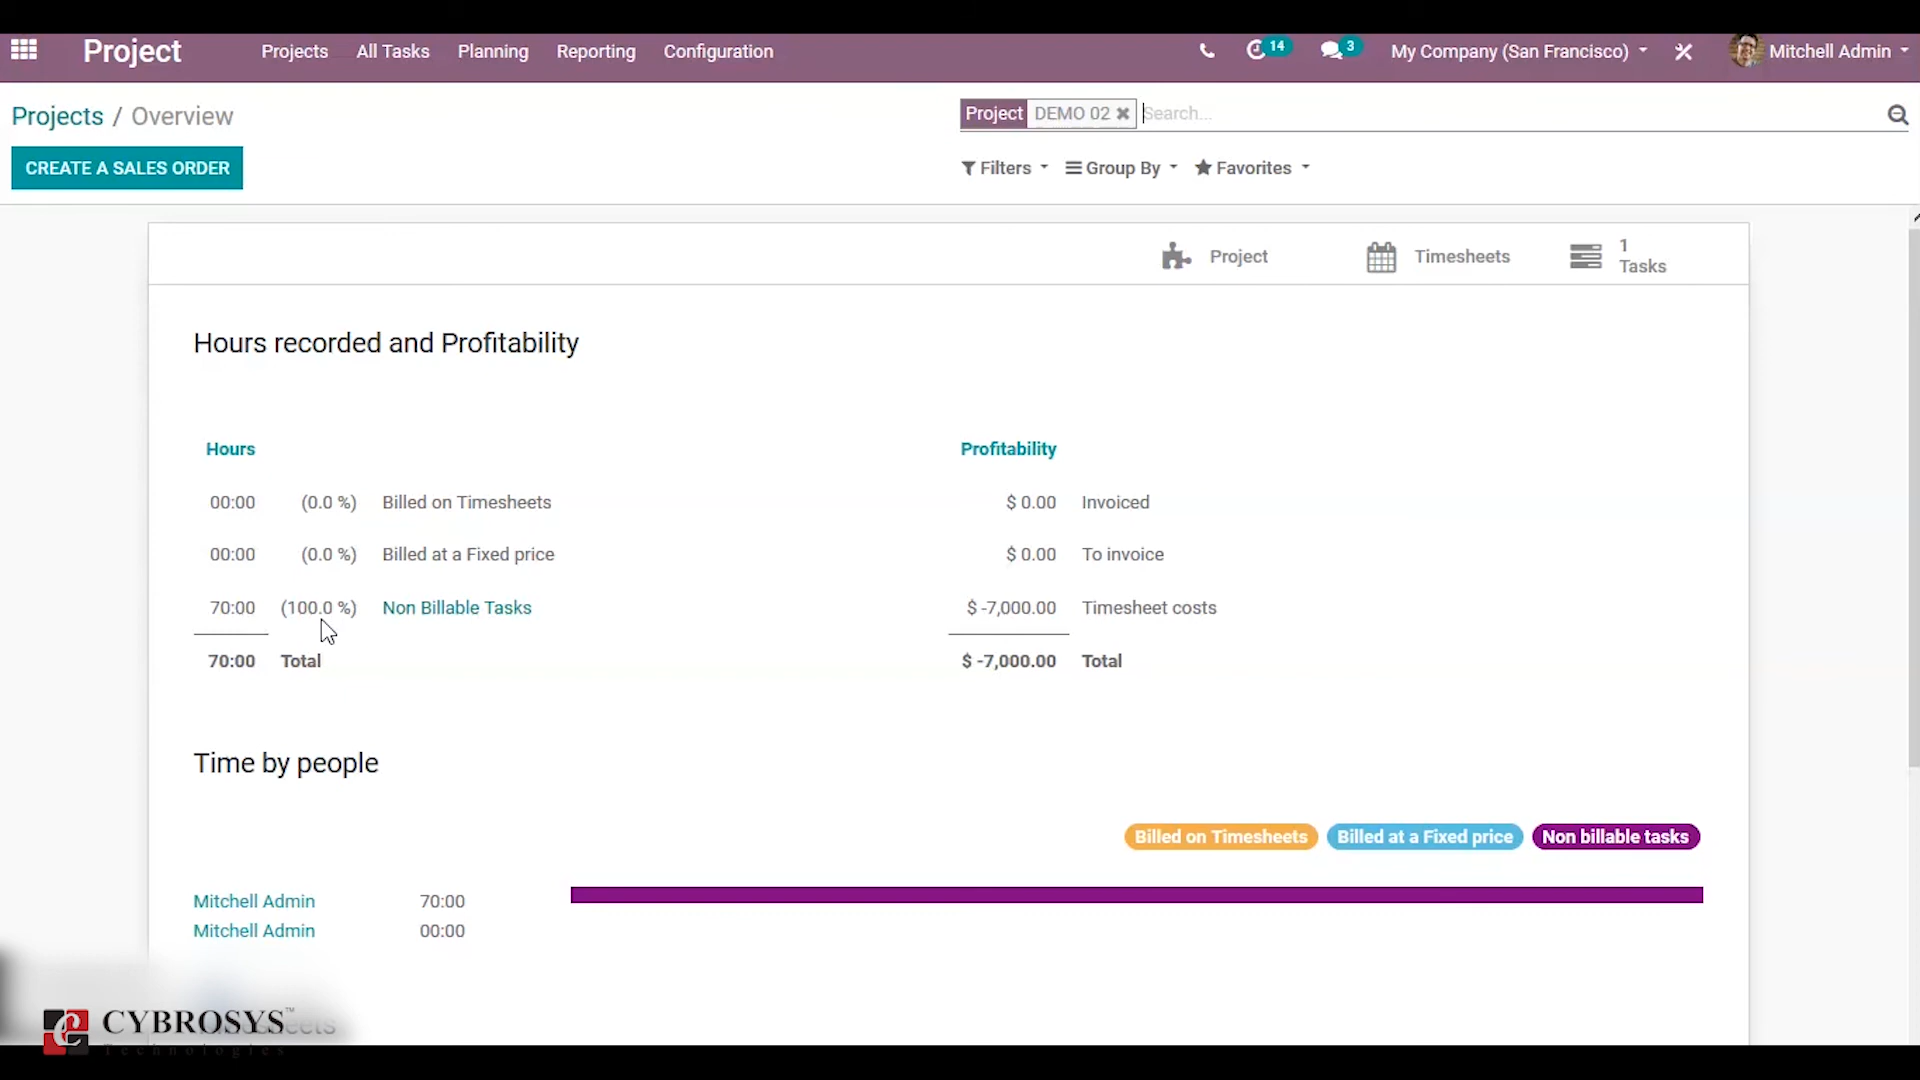 Project Projects All Tasks Planning Reporting Configuration 14 3 My Company (San Francisco) Mitchell Admin
Projects / Overview
Project DEMO 02 Search...
CREATE A SALES ORDER
Filters Group By Favorites
Project Timesheets 1 Tasks
Hours recorded and Profitability
Hours Profitability
00:00 (0.0 %) Billed on Timesheets $ 0.00 Invoiced
00:00 (0.0 %) Billed at a Fixed price $ 0.00 To invoice
70:00 (100.0 %) Non Billable Tasks $ -7,000.00 Timesheet costs
70:00 Total $ -7,000.00 Total
Time by people
Billed on Timesheets Billed at a Fixed price Non billable tasks
Mitchell Admin 70:00
Mitchell Admin 00:00
CYBROSYS™
Technologies